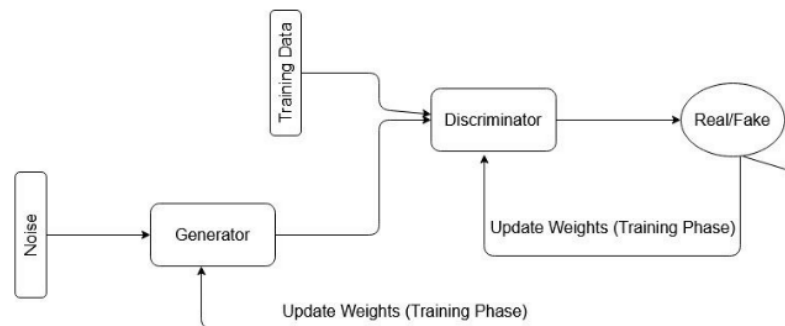 Training Data
Discriminator
Real/Fake
Noise
Generator
Update Weights (Training Phase)
Update Weights (Training Phase)